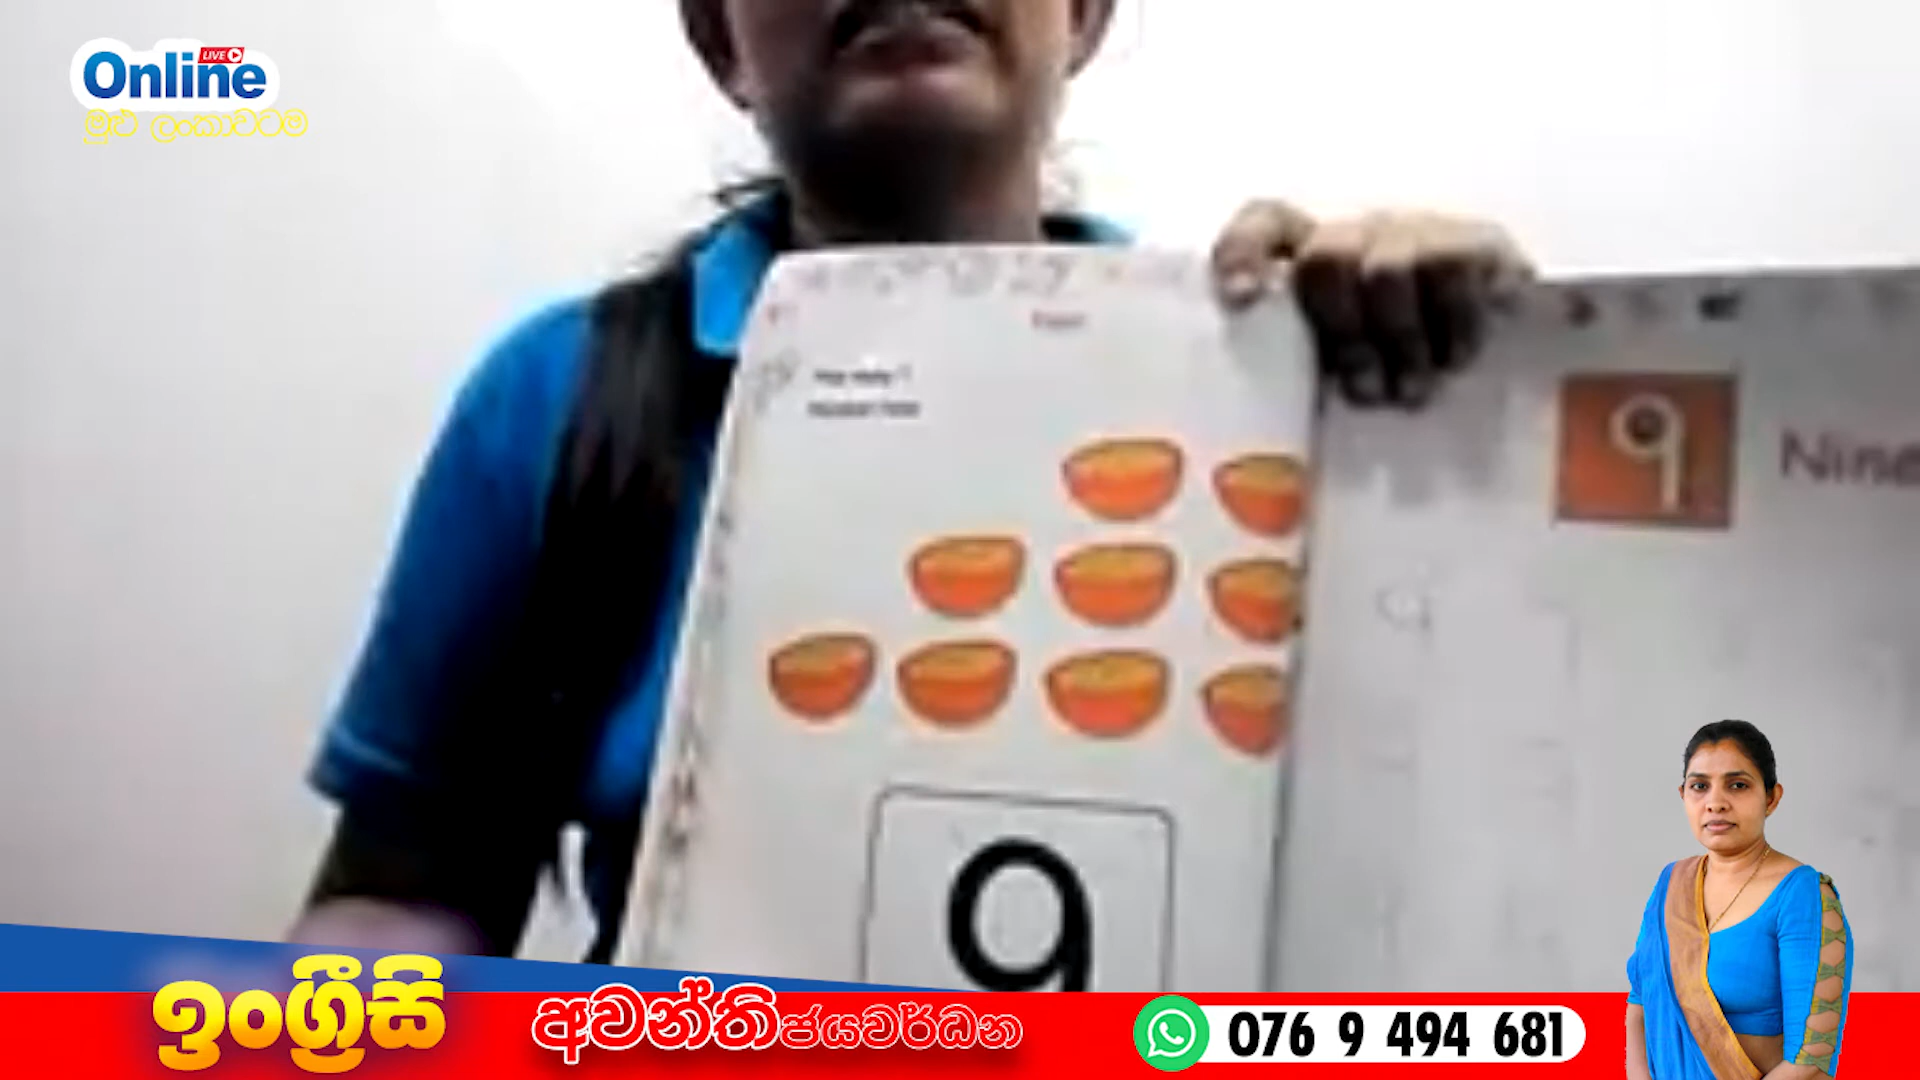 Online LIVE
මුළු ලංකාවටම
9 Nine
9
ඉංග්‍රීසි
අවන්ති ජයවර්ධන
076 9 494 681